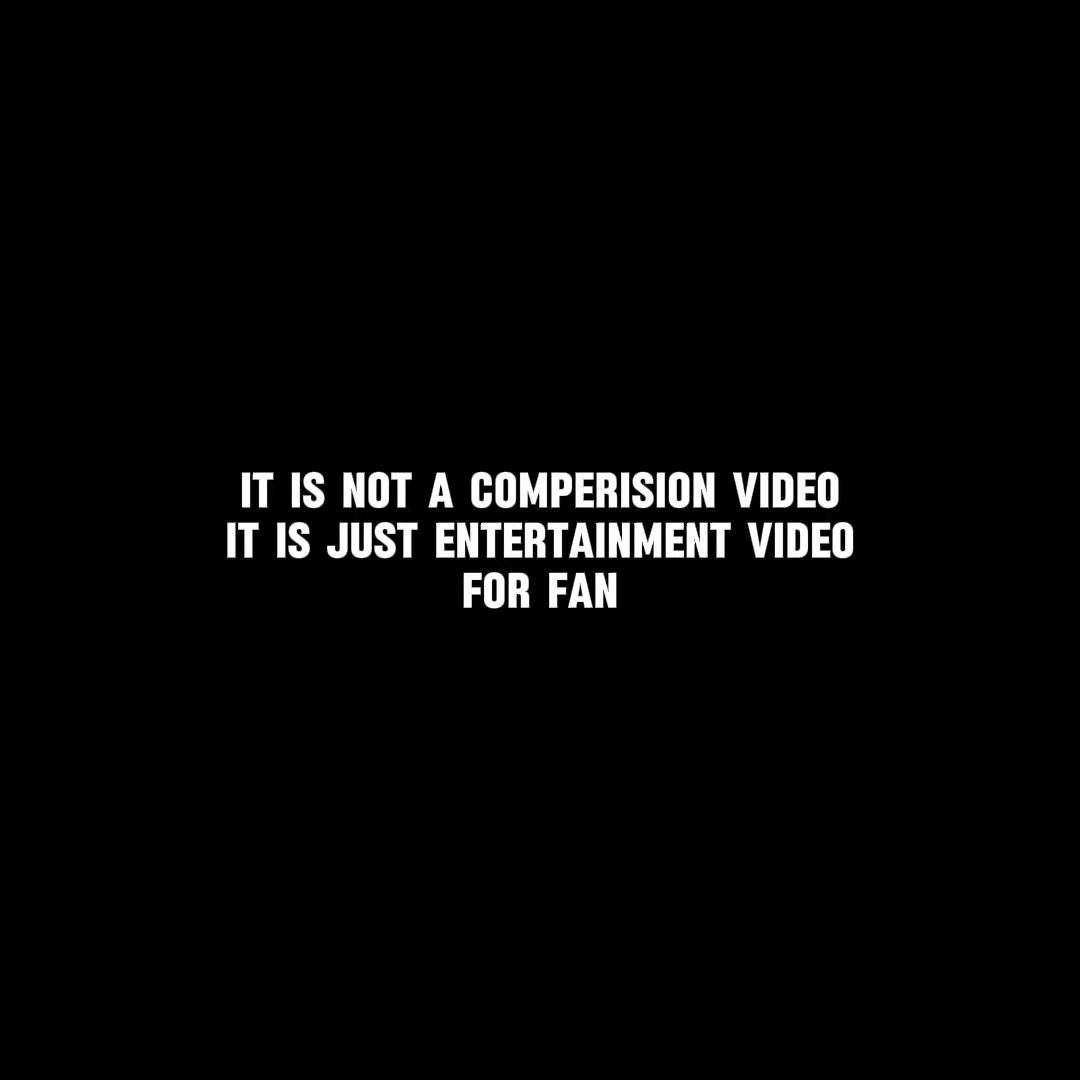 IT IS NOT A COMPERISION VIDEO
IT IS JUST ENTERTAINMENT VIDEO
FOR FAN